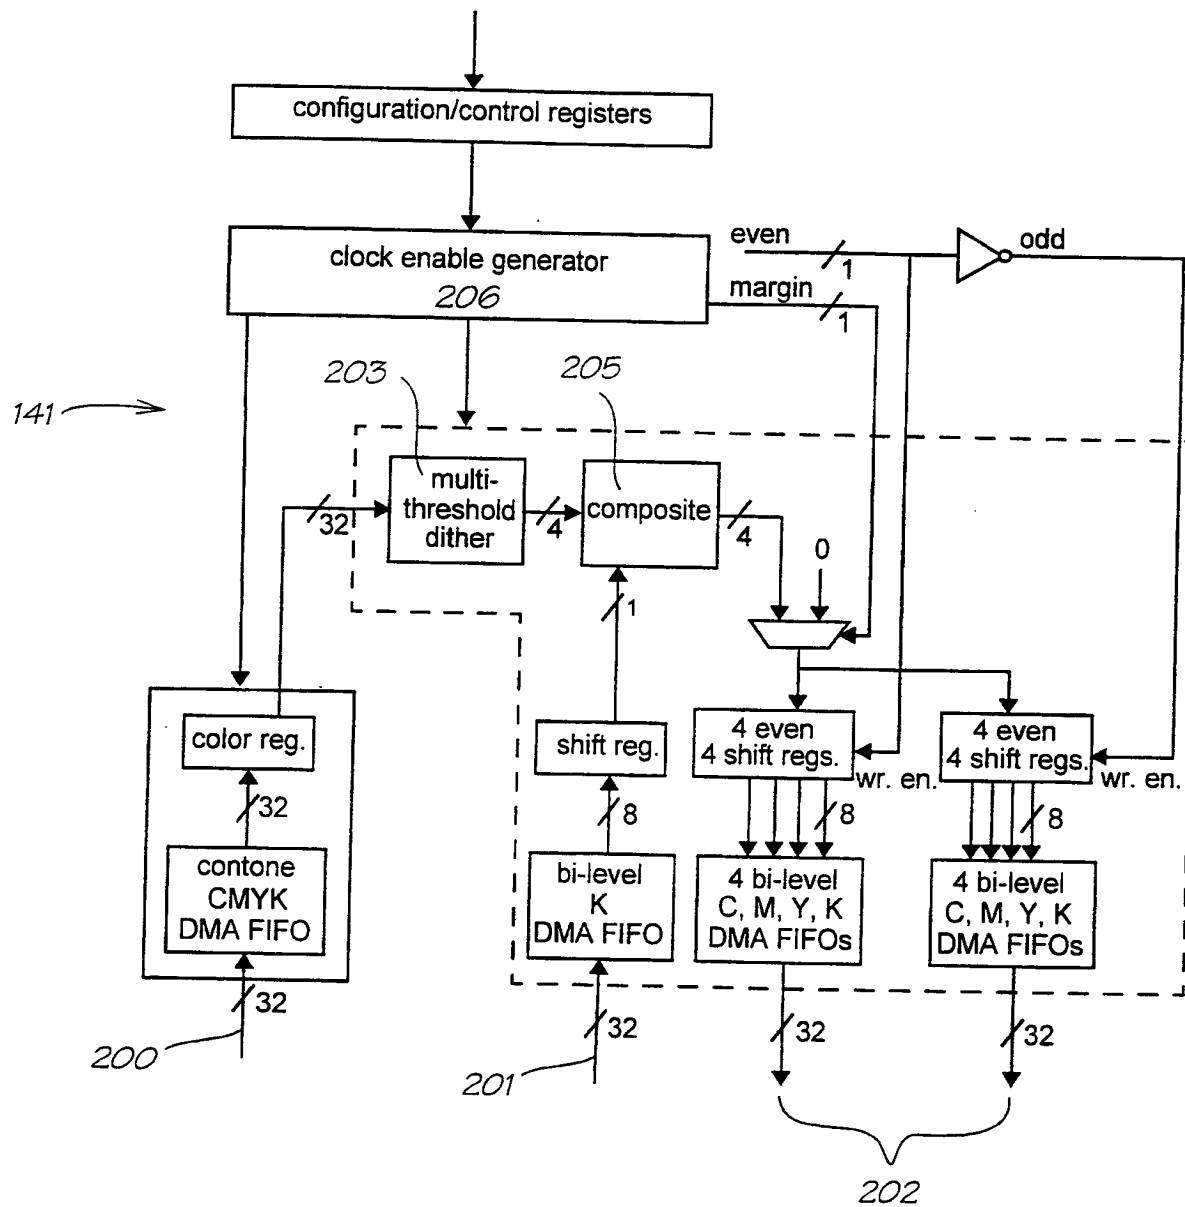 configuration/control registers
clock enable generator
206
even
1
odd
margin
1
203
205
141
multi-
threshold
dither
32
4
composite
4
0
1
color reg.
32
contone
CMYK
DMA FIFO
32
200
shift reg.
8
bi-level
K
DMA FIFO
32
201
4 even
4 shift regs.
wr. en.
8
4 bi-level
C, M, Y, K
DMA FIFOs
32
4 even
4 shift regs.
wr. en.
8
4 bi-level
C, M, Y, K
DMA FIFOs
32
202